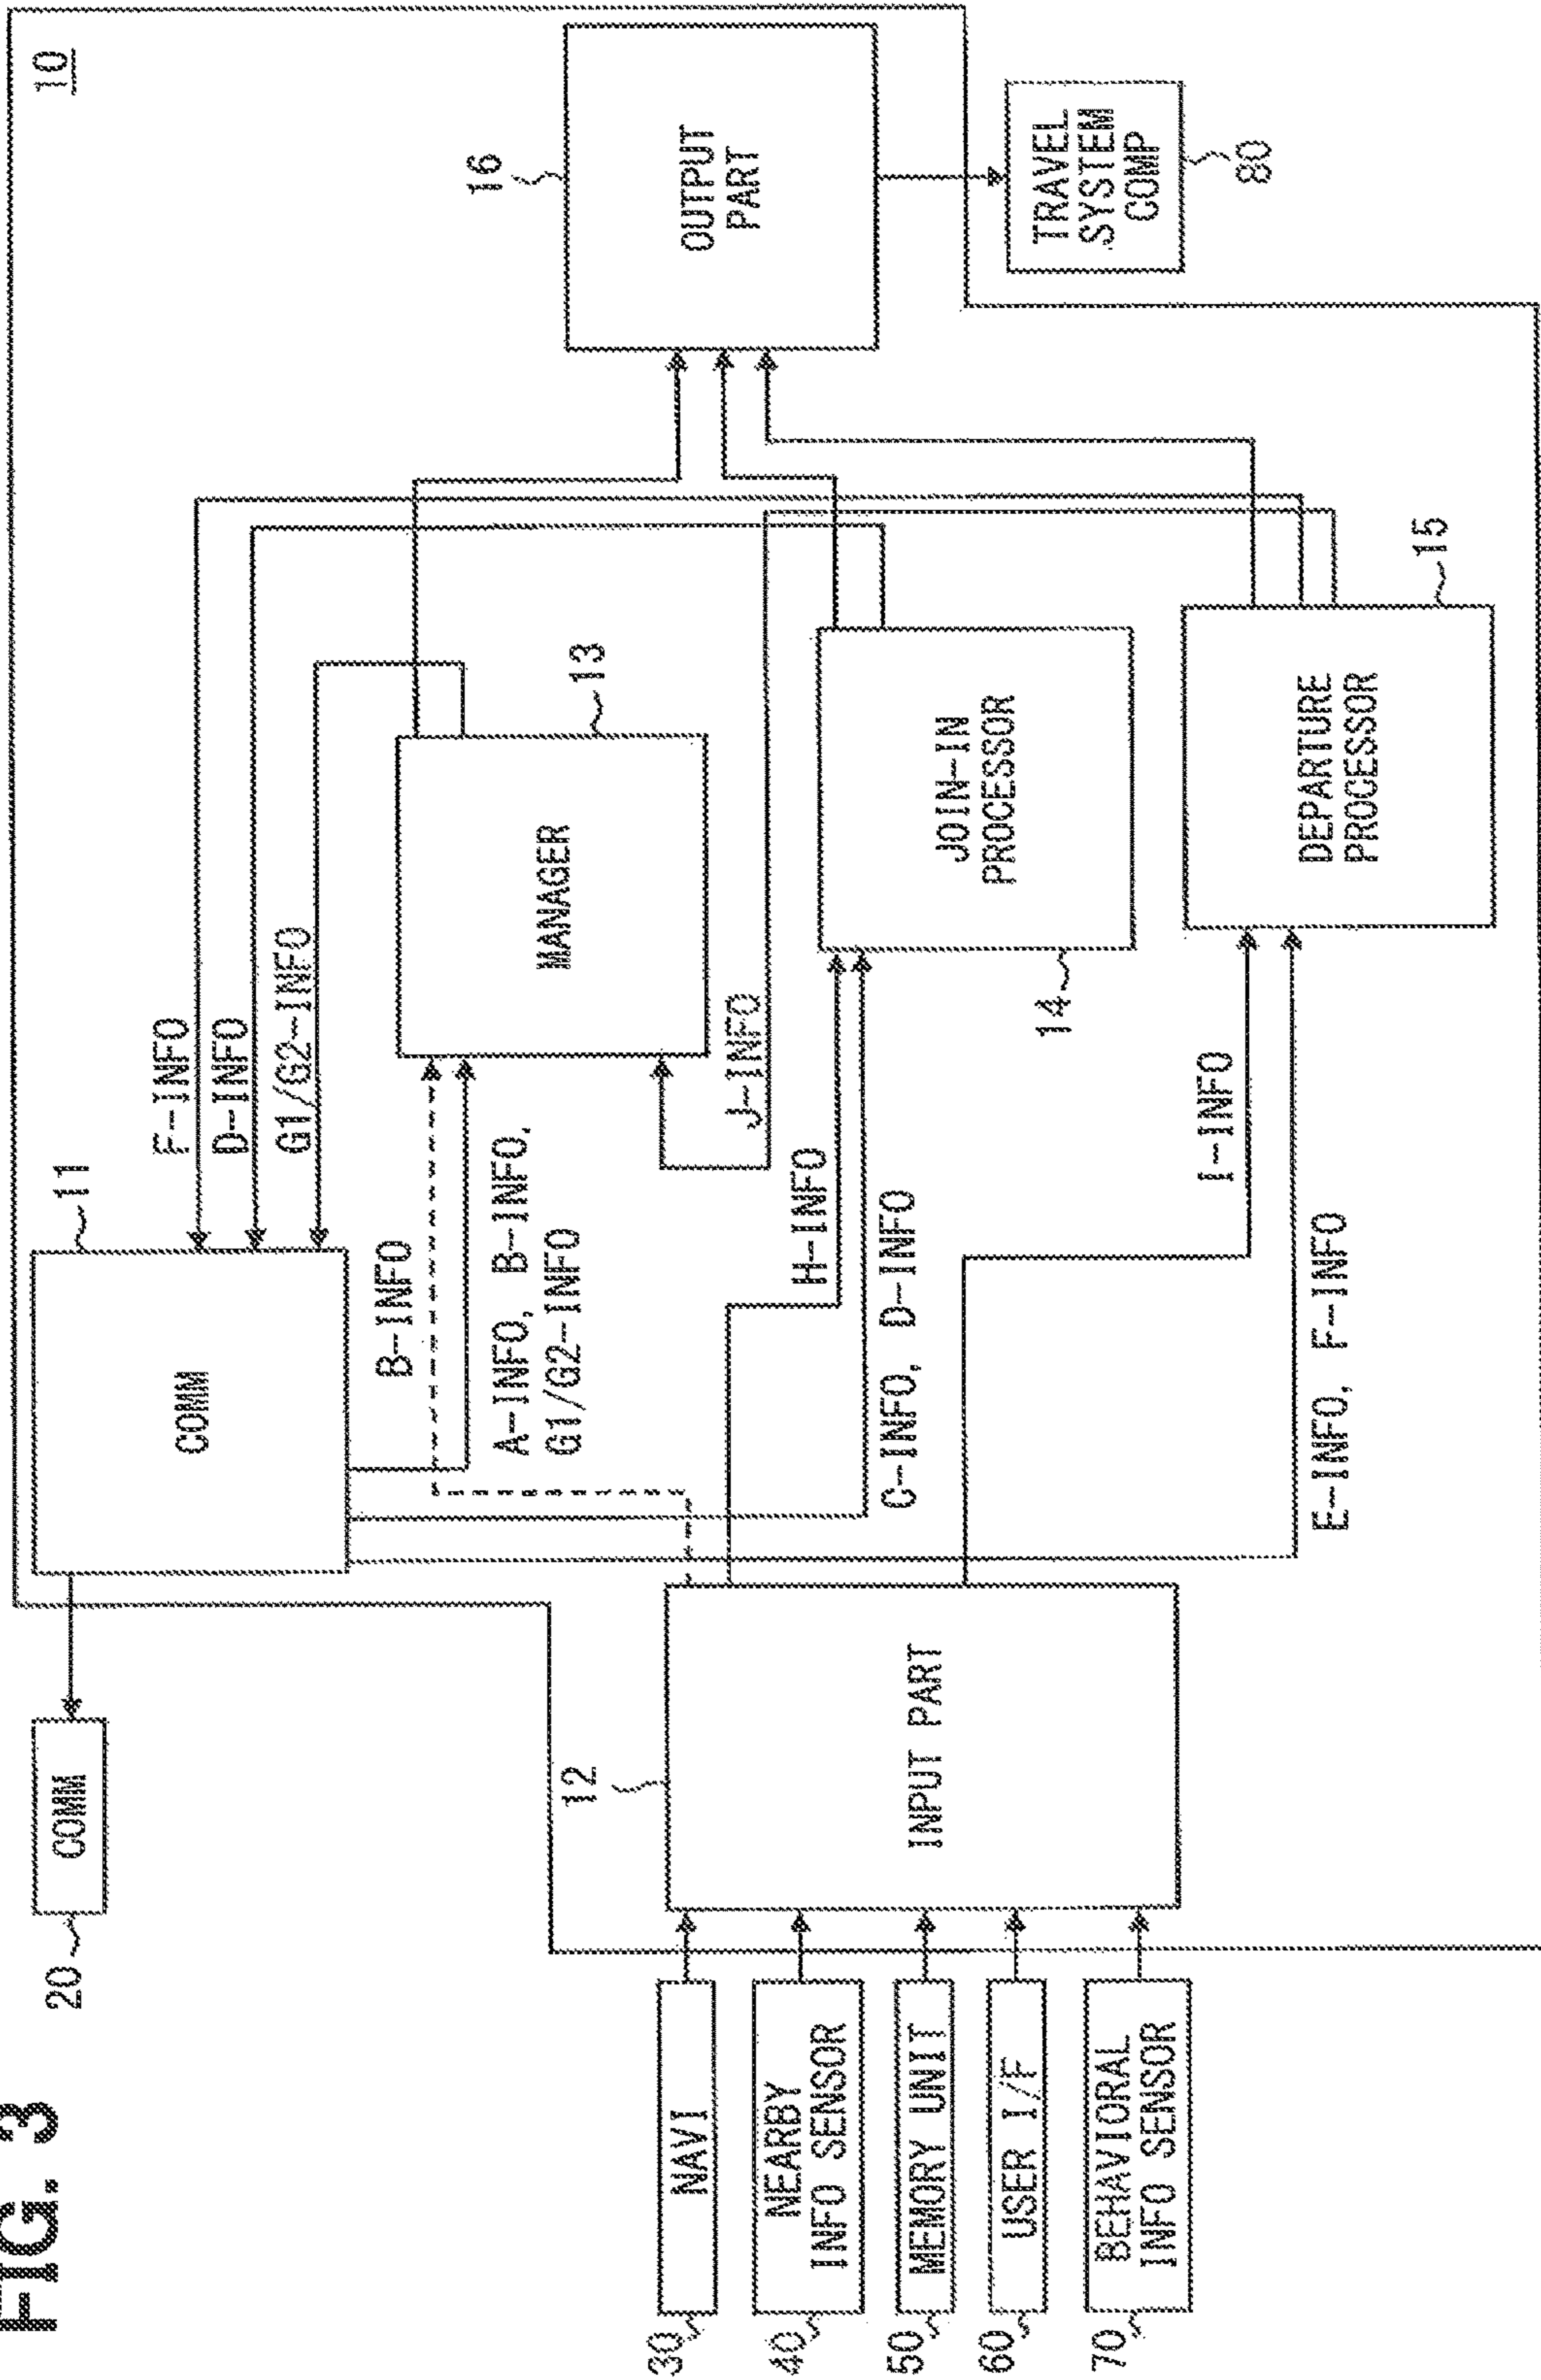 FIG. 3
10
20
COMM
11
COMM
F-INFO
D-INFO
G1/G2-INFO
B-INFO
A-INFO, B-INFO,
G1/G2-INFO
13
MANAGER
16
OUTPUT
PART
TRAVEL
SYSTEM
COMP
80
J-INFO
H-INFO
C-INFO, D-INFO
14
JOIN-IN
PROCESSOR
I-INFO
E-INFO, F-INFO
15
DEPARTURE
PROCESSOR
12
INPUT PART
30
NAVI
40
NEARBY
INFO SENSOR
50
MEMORY UNIT
60
USER I/F
70
BEHAVIORAL
INFO SENSOR